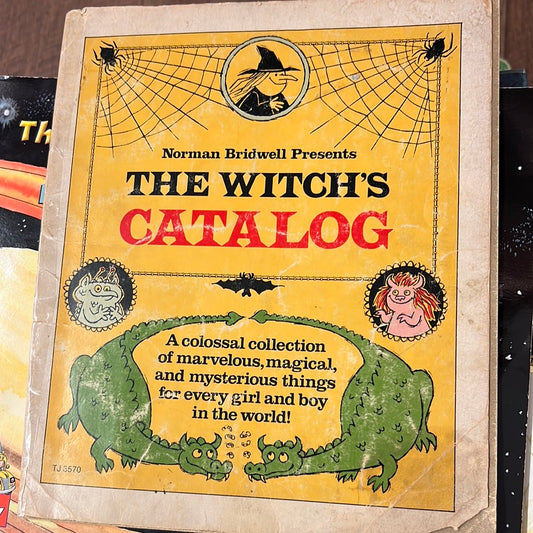 Th
Norman Bridwell Presents
THE WITCH'S
CATALOG
A colossal collection
of marvelous, magical,
and mysterious things
for every girl and boy
in the world!
TJ 3570